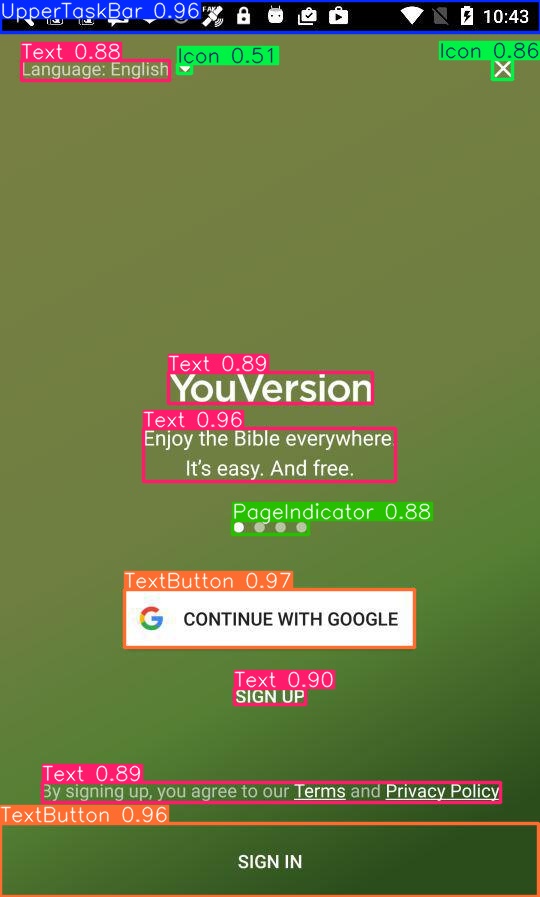 UpperTaskBar 0.96
10:43
Text 0.88
Icon 0.51
Icon 0.86
Language: English
Text 0.89
YouVersion
Text 0.96
Enjoy the Bible everywhere.
It's easy. And free.
PageIndicator 0.88
TextButton 0.97
CONTINUE WITH GOOGLE
Text 0.90
SIGN UP
Text 0.89
By signing up, you agree to our Terms and Privacy Policy
TextButton 0.96
SIGN IN